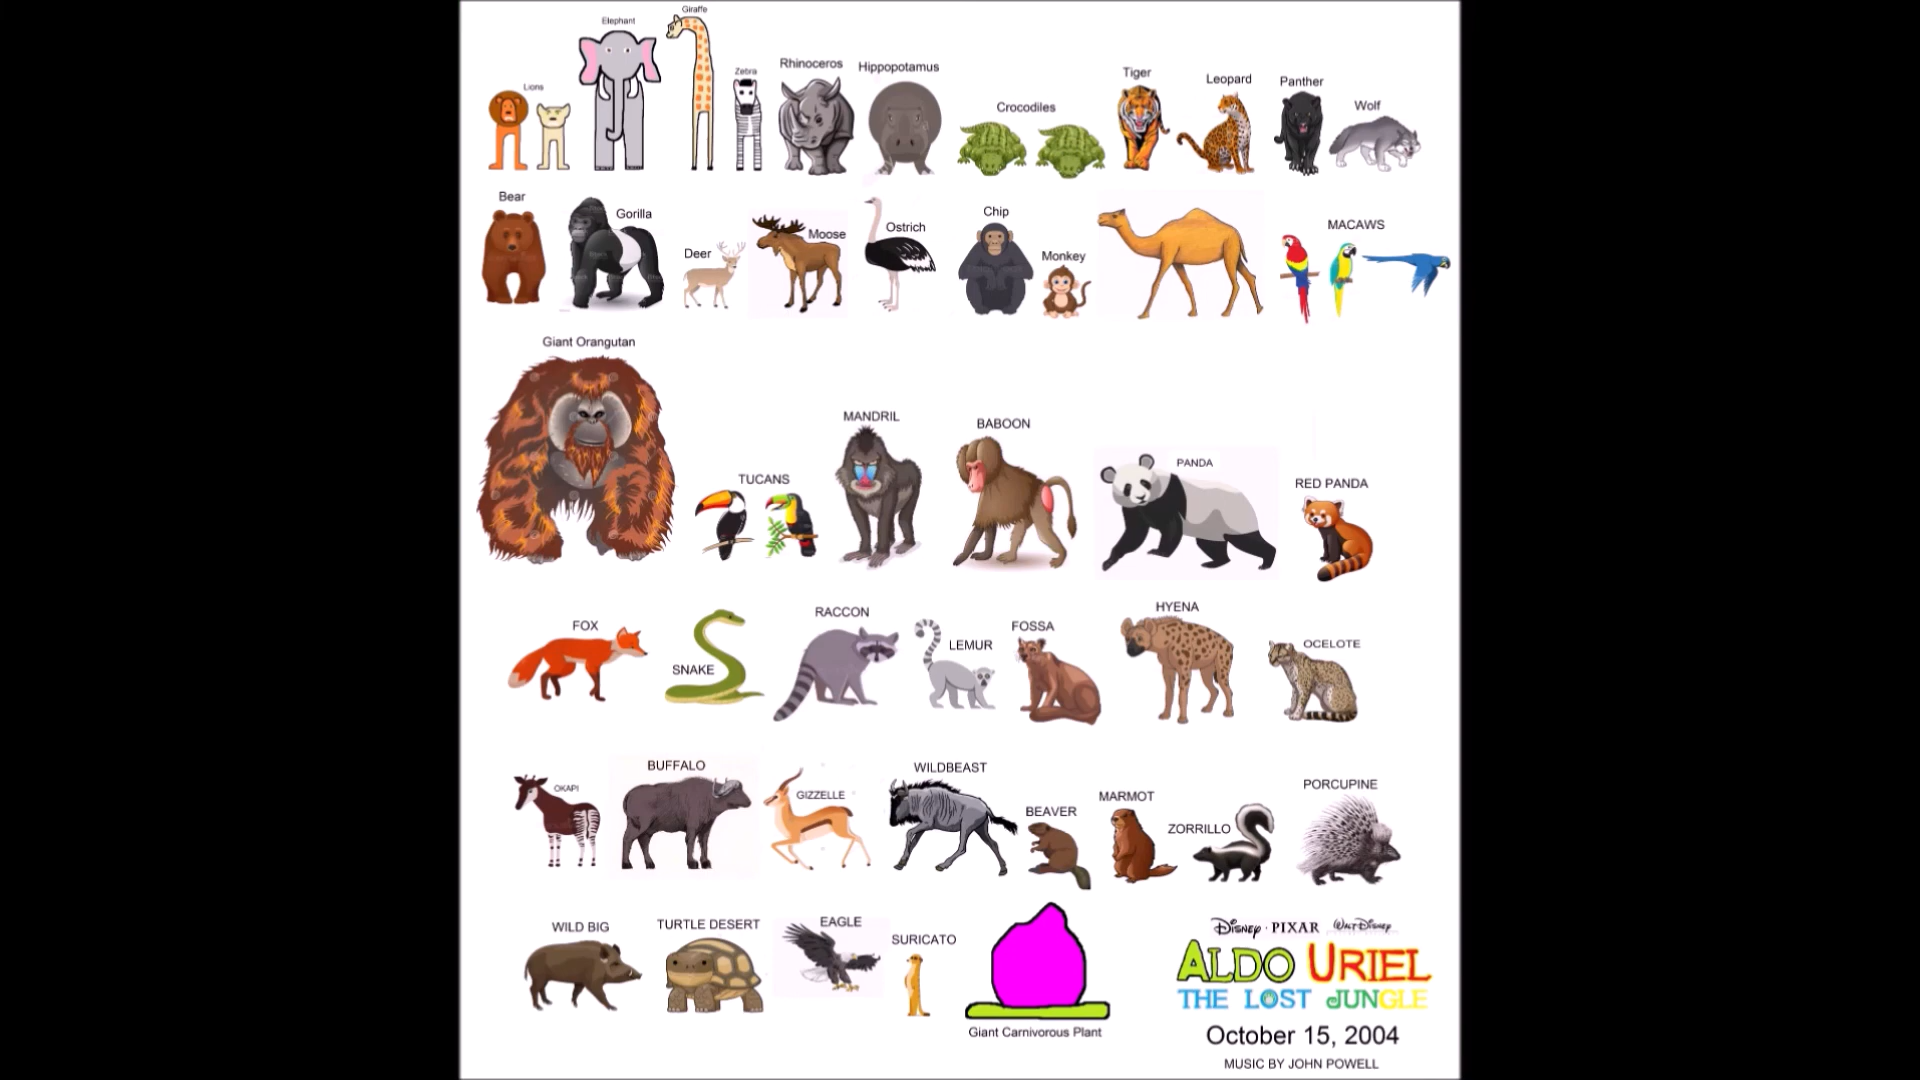 Giraffe
Elephant
Lions
Zebra
Rhinoceros
Hippopotamus
Crocodiles
Tiger
Leopard
Panther
Wolf
Bear
Gorilla
Deer
Moose
Ostrich
Chip
Monkey
MACAWS
Giant Orangutan
TUCANS
MANDRIL
BABOON
PANDA
RED PANDA
FOX
SNAKE
RACCON
LEMUR
FOSSA
HYENA
OCELOTE
OKAPI
BUFFALO
GIZZELLE
WILDBEAST
BEAVER
MARMOT
ZORRILLO
PORCUPINE
WILD BIG
TURTLE DESERT
EAGLE
SURICATO
Giant Carnivorous Plant
DISNEY · PIXAR WALT DISNEY
ALDO URIEL
THE LOST JUNGLE
October 15, 2004
MUSIC BY JOHN POWELL